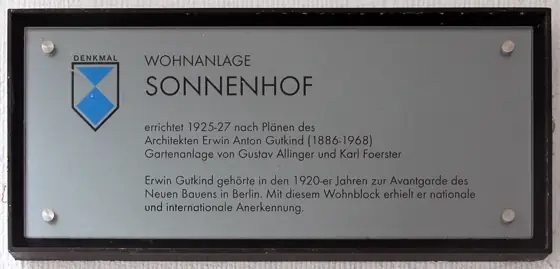 DENKMAL
WOHNANLAGE
SONNENHOF
errichtet 1925-27 nach Plänen des
Architekten Erwin Anton Gutkind (1886-1968)
Gartenanlage von Gustav Allinger und Karl Foerster
Erwin Gutkind gehörte in den 1920-er Jahren zur Avantgarde des
Neuen Bauens in Berlin. Mit diesem Wohnblock erhielt er nationale
und internationale Anerkennung.